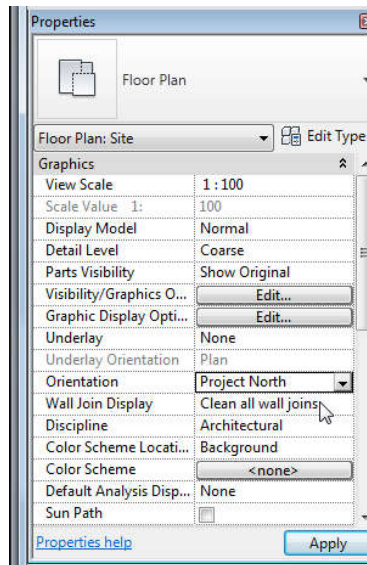 Properties
Floor Plan
Floor Plan: Site Edit Type
Graphics
View Scale 1 : 100
Scale Value 1: 100
Display Model Normal
Detail Level Coarse
Parts Visibility Show Original
Visibility/Graphics O... Edit...
Graphic Display Opti... Edit...
Underlay None
Underlay Orientation Plan
Orientation Project North
Wall Join Display Clean all wall joins
Discipline Architectural
Color Scheme Locati... Background
Color Scheme <none>
Default Analysis Disp... None
Sun Path
Properties help Apply